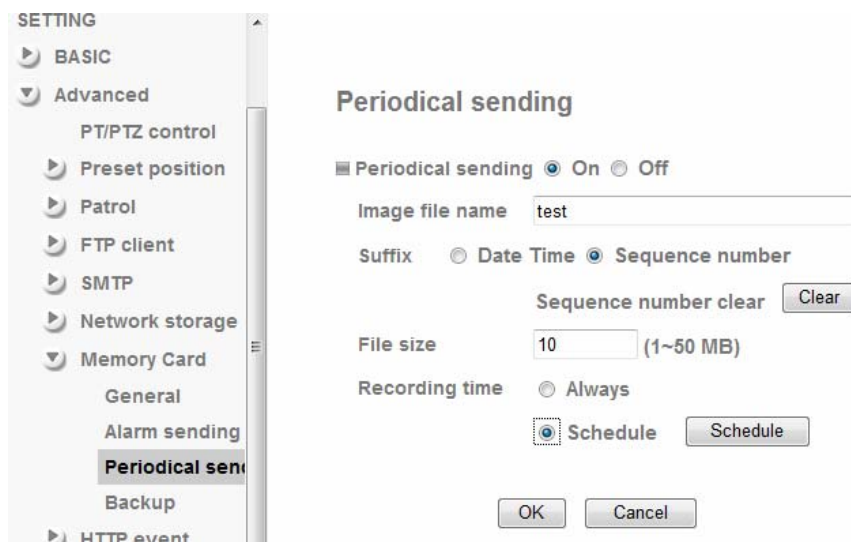 SETTING
BASIC
Advanced
PT/PTZ control
Preset position
Patrol
FTP client
SMTP
Network storage
Memory Card
General
Alarm sending
Periodical send
Backup
HTTP event
Periodical sending
Periodical sending On Off
Image file name test
Suffix Date Time Sequence number
Sequence number clear Clear
File size 10 (1~50 MB)
Recording time Always
Schedule Schedule
OK Cancel